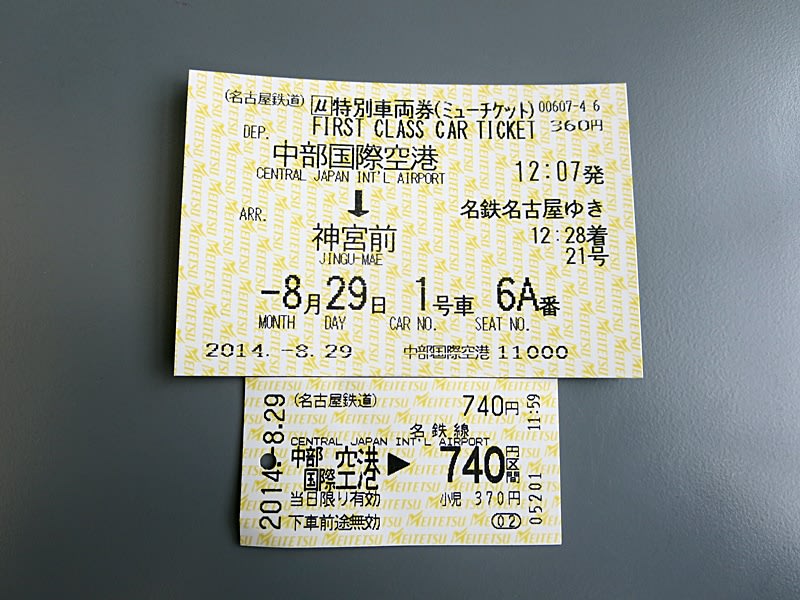 (名古屋鉄道) μ特別車両券(ミューチケット) 00607-46
FIRST CLASS CAR TICKET 360円
DEP.
中部国際空港 12:07発
CENTRAL JAPAN INT'L AIRPORT
名鉄名古屋ゆき
ARR.
神宮前 12:28着
JINGU-MAE 21号
-8月29日 1号車 6A番
MONTH DAY CAR NO. SEAT NO.
2014.-8.29 中部国際空港 11000
2014.-8.29
(名古屋鉄道) 740円
名鉄線
CENTRAL JAPAN INT'L AIRPORT
中部国際空港 ▶ 740円区間
当日限り有効 小児 370円
下車前途無効 (02)
05201 11:59
MEITETSU